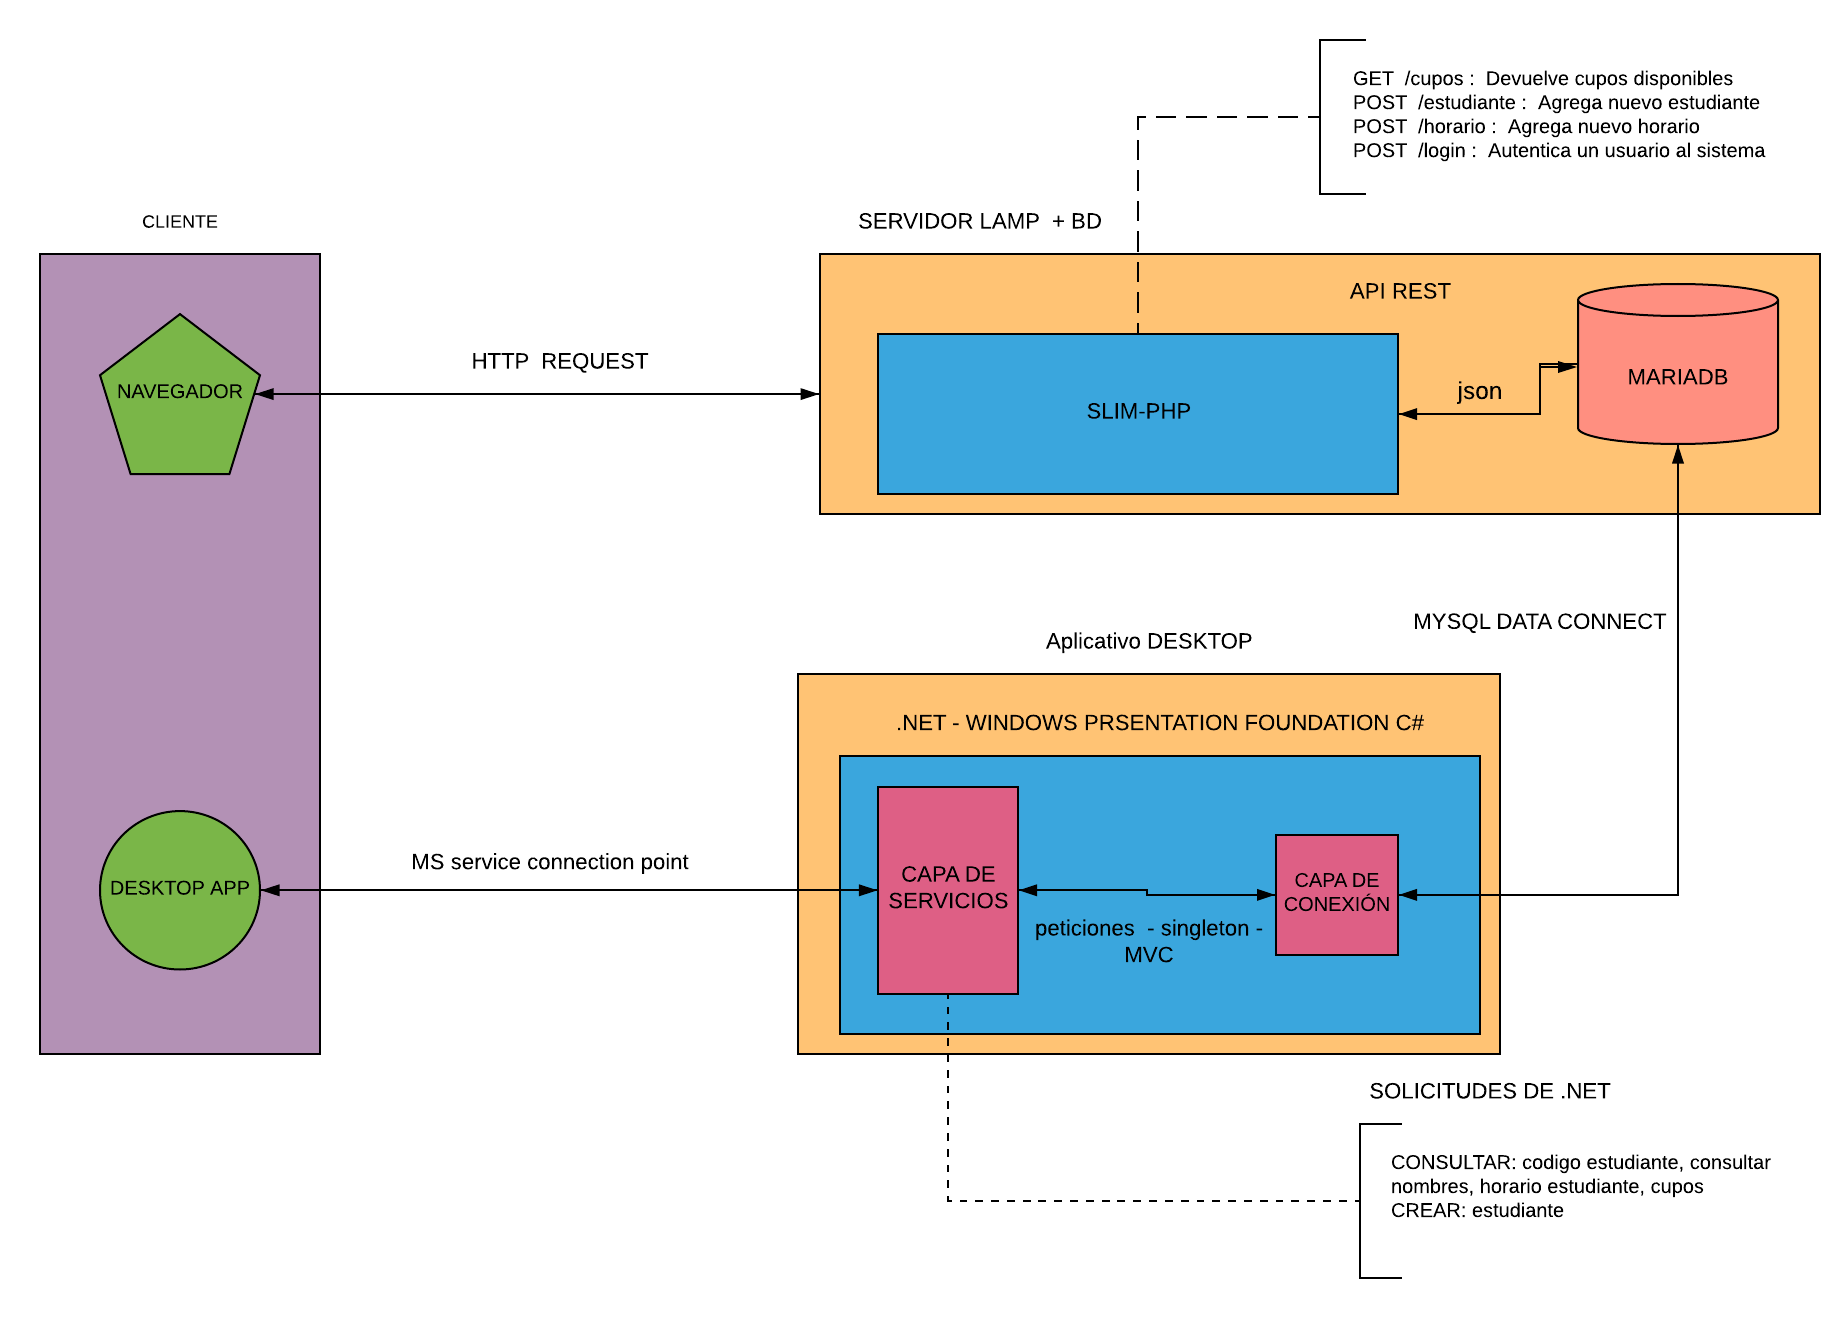 GET  /cupos :  Devuelve cupos disponibles
POST  /estudiante :  Agrega nuevo estudiante
POST  /horario :  Agrega nuevo horario
POST  /login :  Autentica un usuario al sistema
CLIENTE
SERVIDOR LAMP  + BD
API REST
NAVEGADOR
HTTP  REQUEST
SLIM-PHP
json
MARIADB
MYSQL DATA CONNECT
Aplicativo DESKTOP
.NET - WINDOWS PRSENTATION FOUNDATION C#
DESKTOP APP
MS service connection point
CAPA DE
SERVICIOS
peticiones  - singleton -
MVC
CAPA DE
CONEXIÓN
SOLICITUDES DE .NET
CONSULTAR: codigo estudiante, consultar
nombres, horario estudiante, cupos
CREAR: estudiante